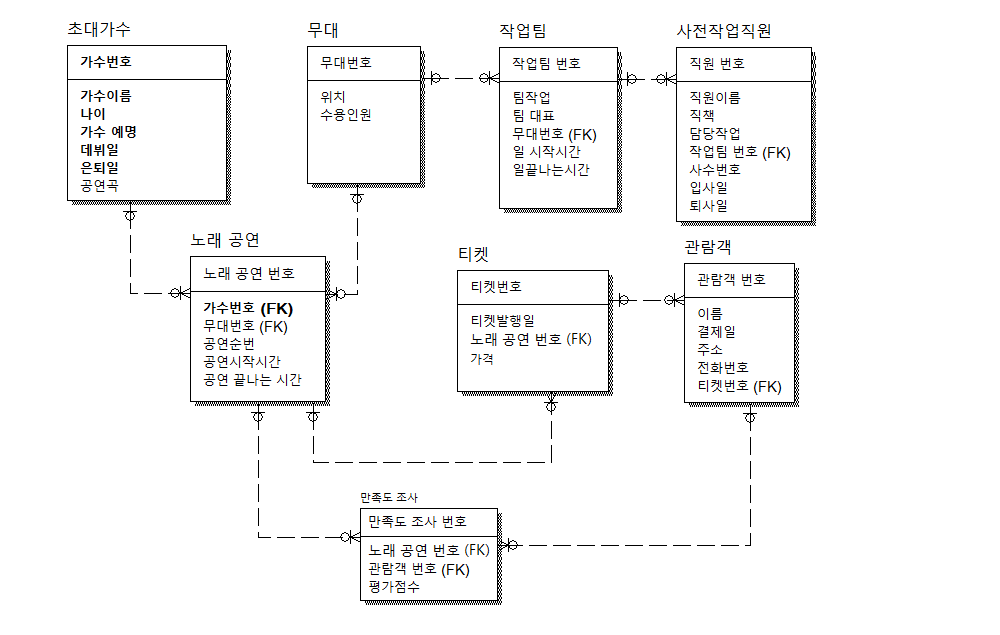 초대가수
가수번호
가수이름
나이
가수 예명
데뷔일
은퇴일
공연곡
무대
무대번호
위치
수용인원
작업팀
작업팀 번호
팀작업
팀 대표
무대번호 (FK)
일 시작시간
일끝나는시간
사전작업직원
직원 번호
직원이름
직책
담당작업
작업팀 번호 (FK)
사수번호
입사일
퇴사일
노래 공연
노래 공연 번호
가수번호 (FK)
무대번호 (FK)
공연순번
공연시작시간
공연 끝나는 시간
티켓
티켓번호
티켓발행일
노래 공연 번호 (FK)
가격
관람객
관람객 번호
이름
결제일
주소
전화번호
티켓번호 (FK)
만족도 조사
만족도 조사 번호
노래 공연 번호 (FK)
관람객 번호 (FK)
평가점수